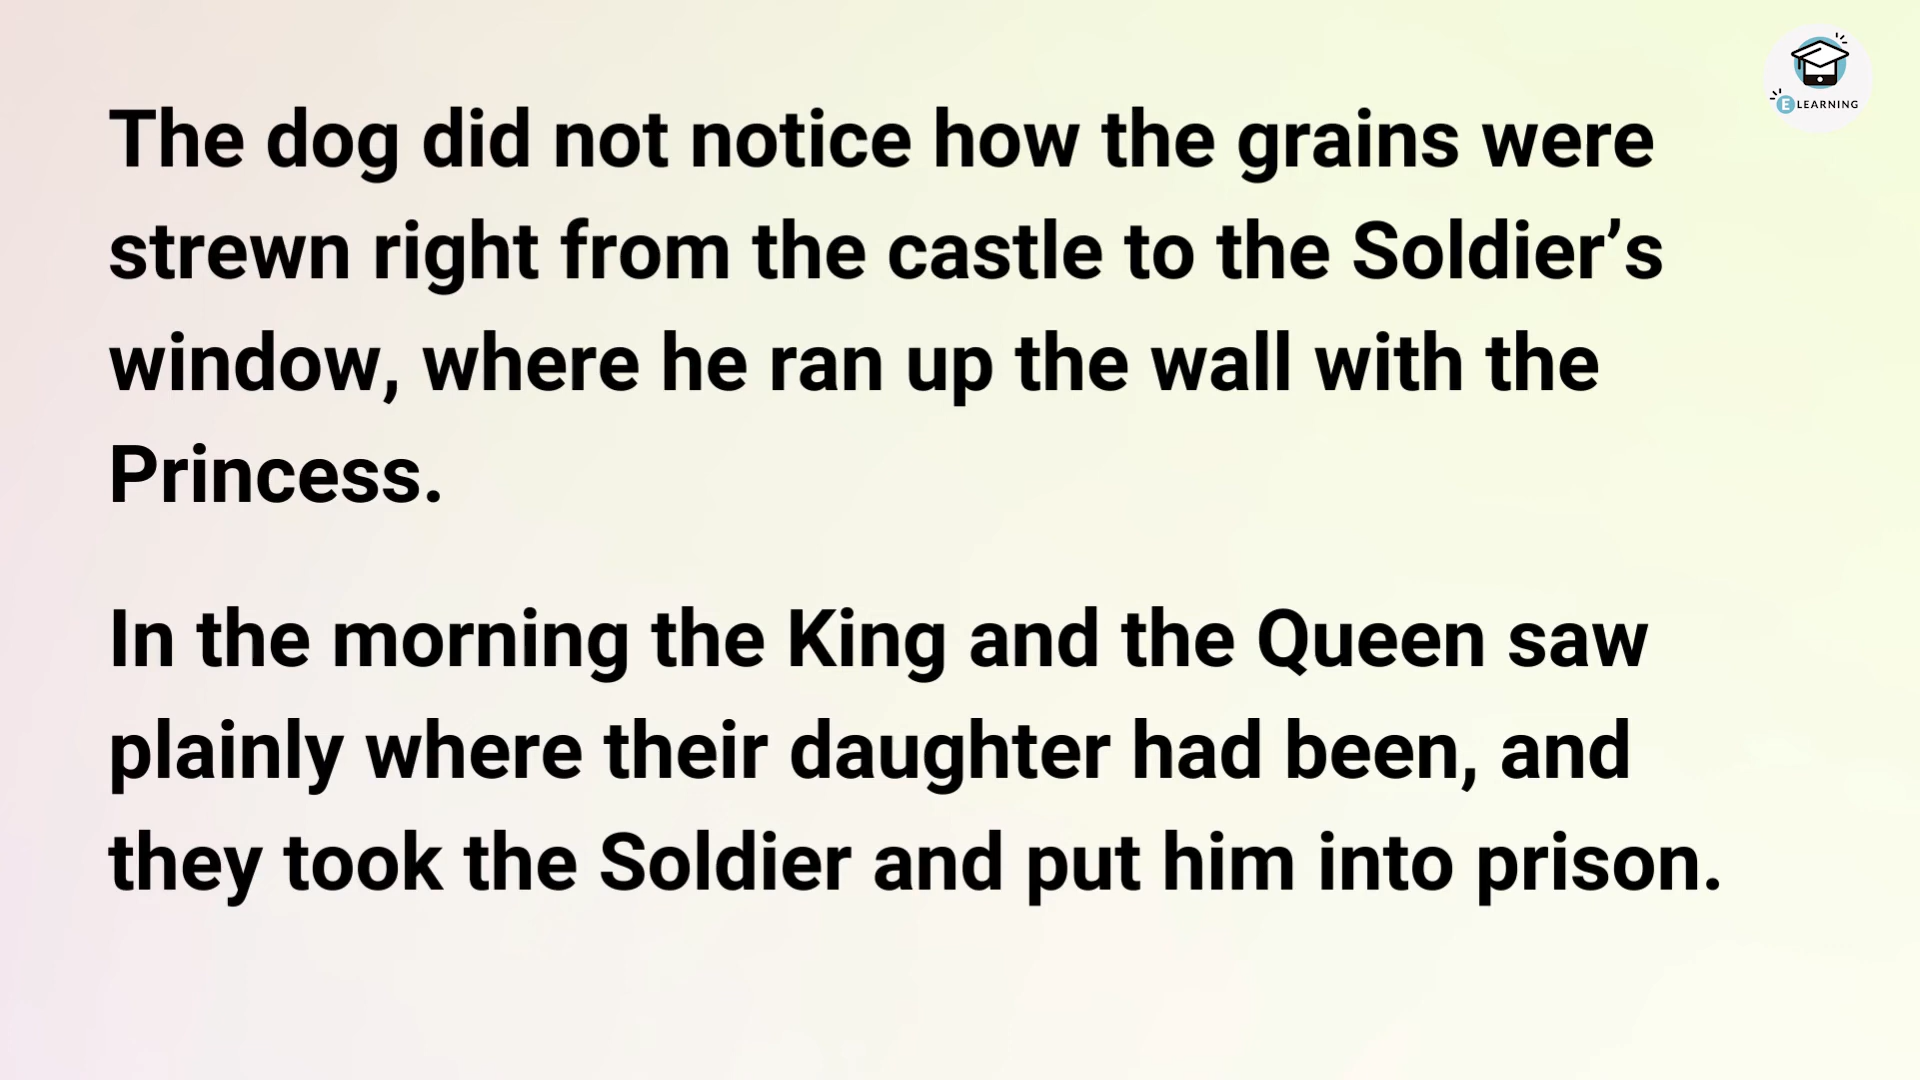 The dog did not notice how the grains were
strewn right from the castle to the Soldier’s
window, where he ran up the wall with the
Princess.
In the morning the King and the Queen saw
plainly where their daughter had been, and
they took the Soldier and put him into prison.
E LEARNING